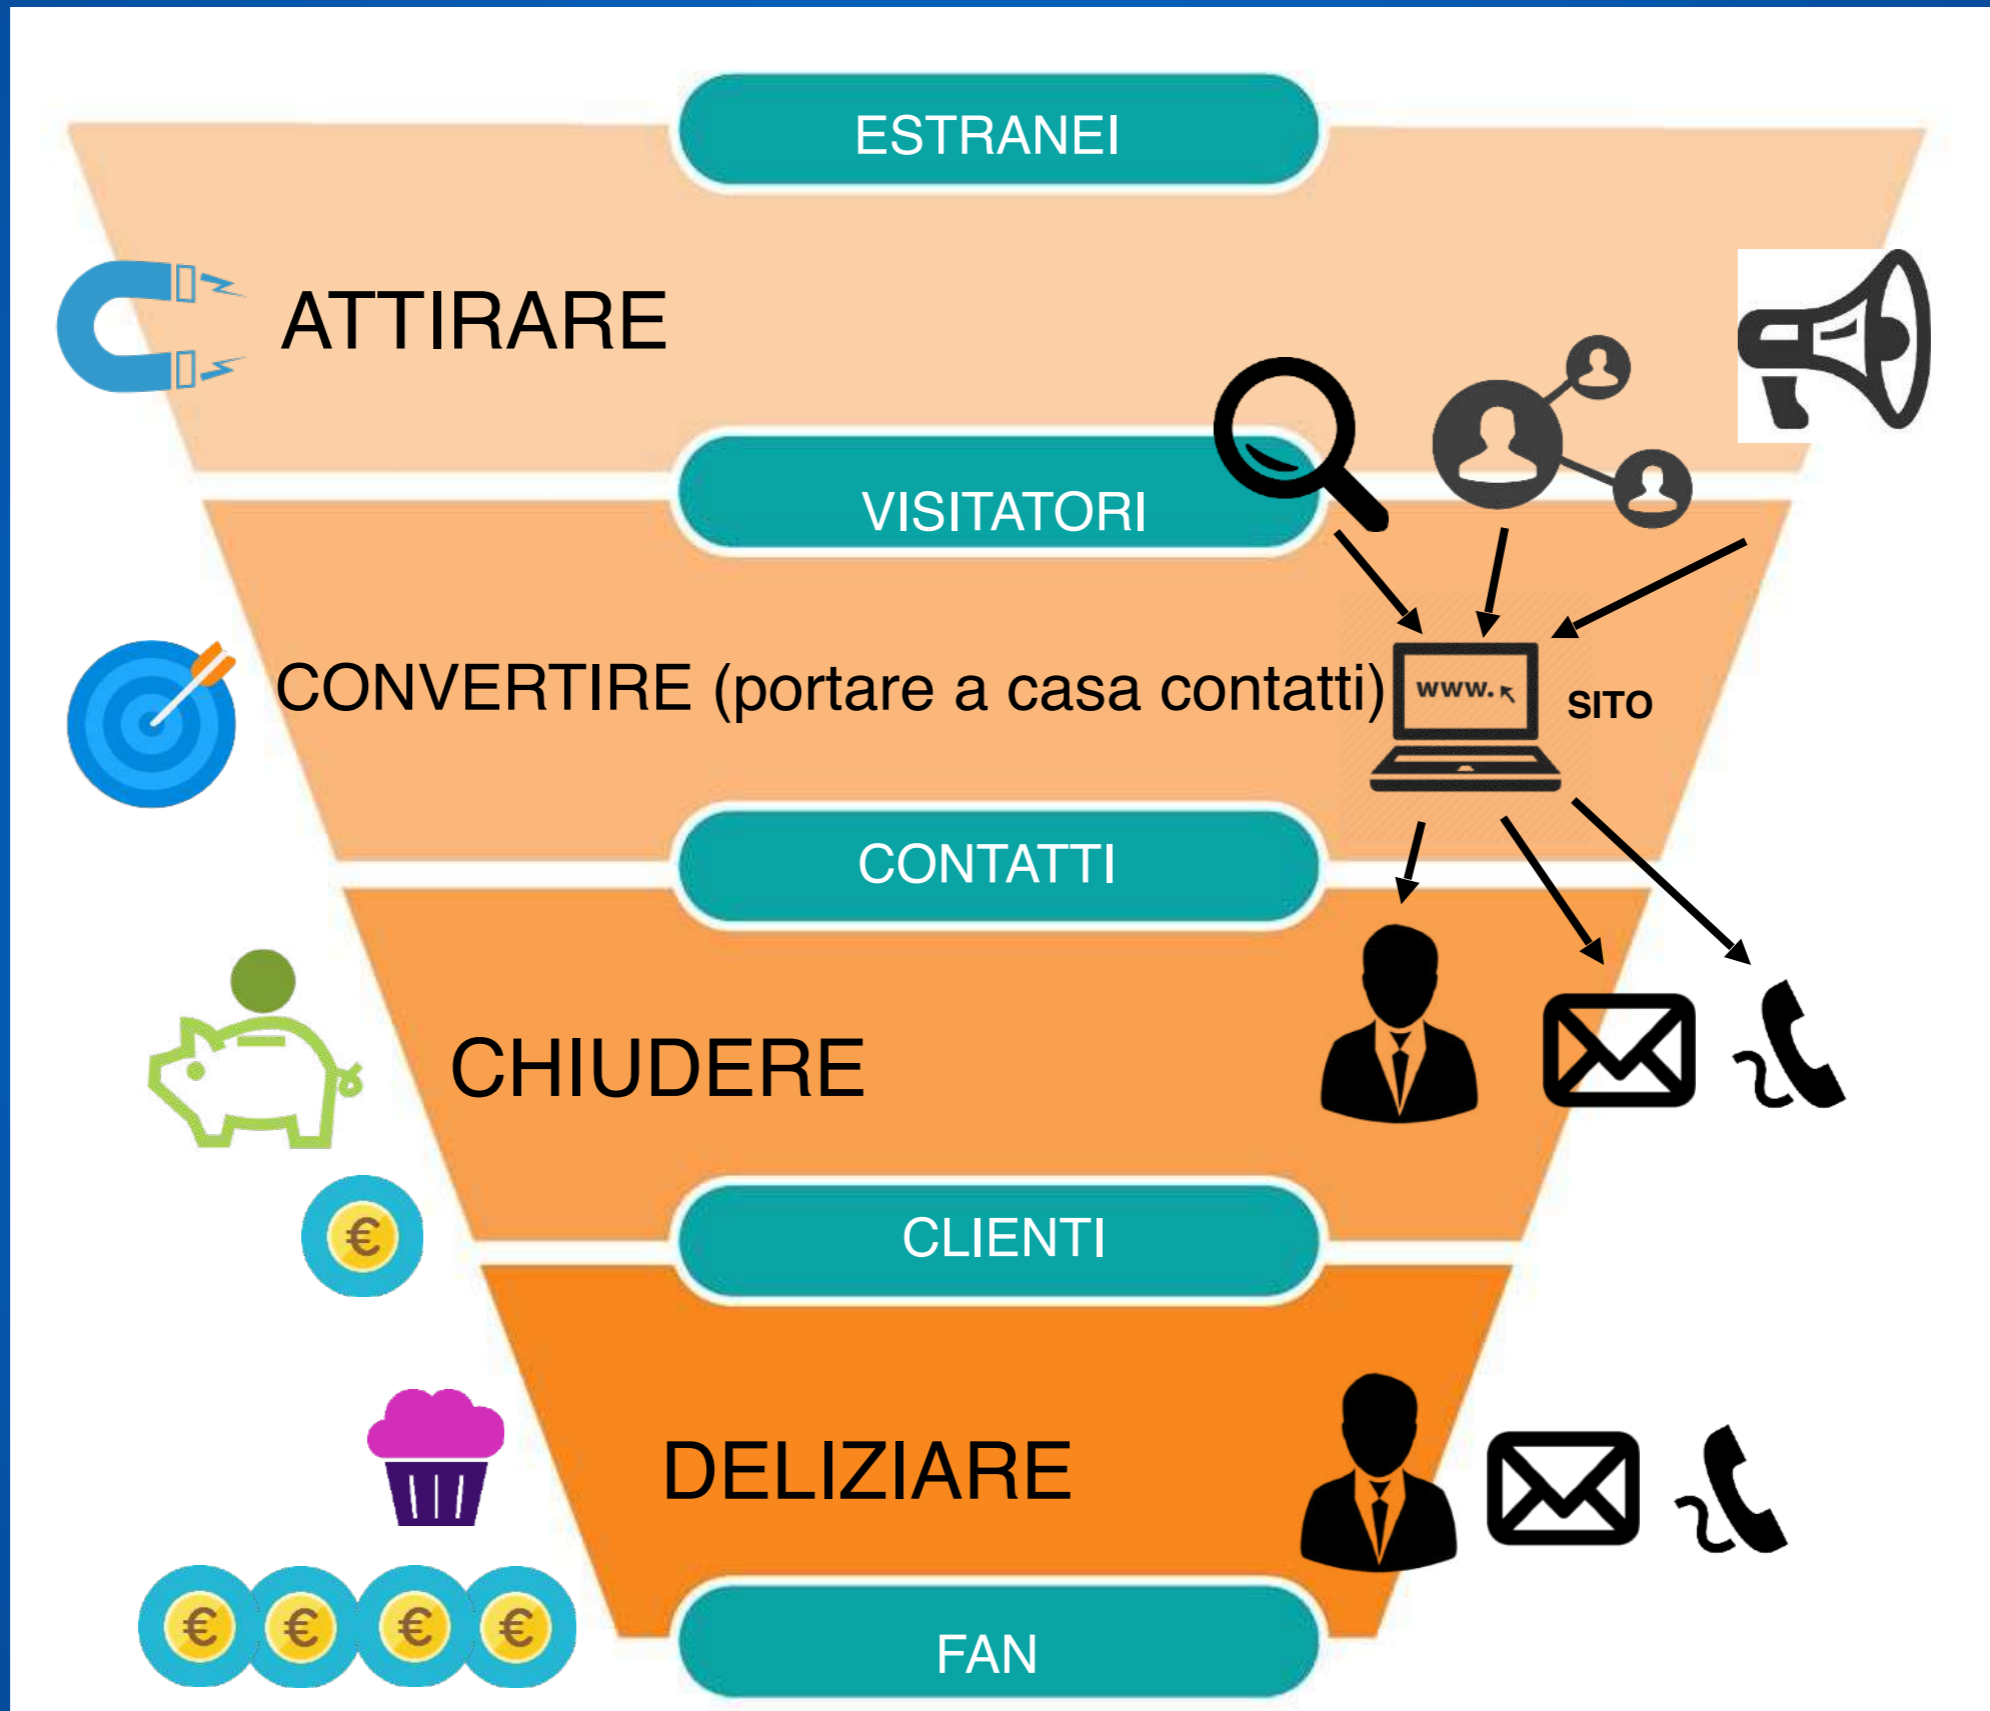 ESTRANEI
ATTIRARE
VISITATORI
CONVERTIRE (portare a casa contatti)
www.
SITO
CONTATTI
CHIUDERE
€
CLIENTI
DELIZIARE
€ € € €
FAN